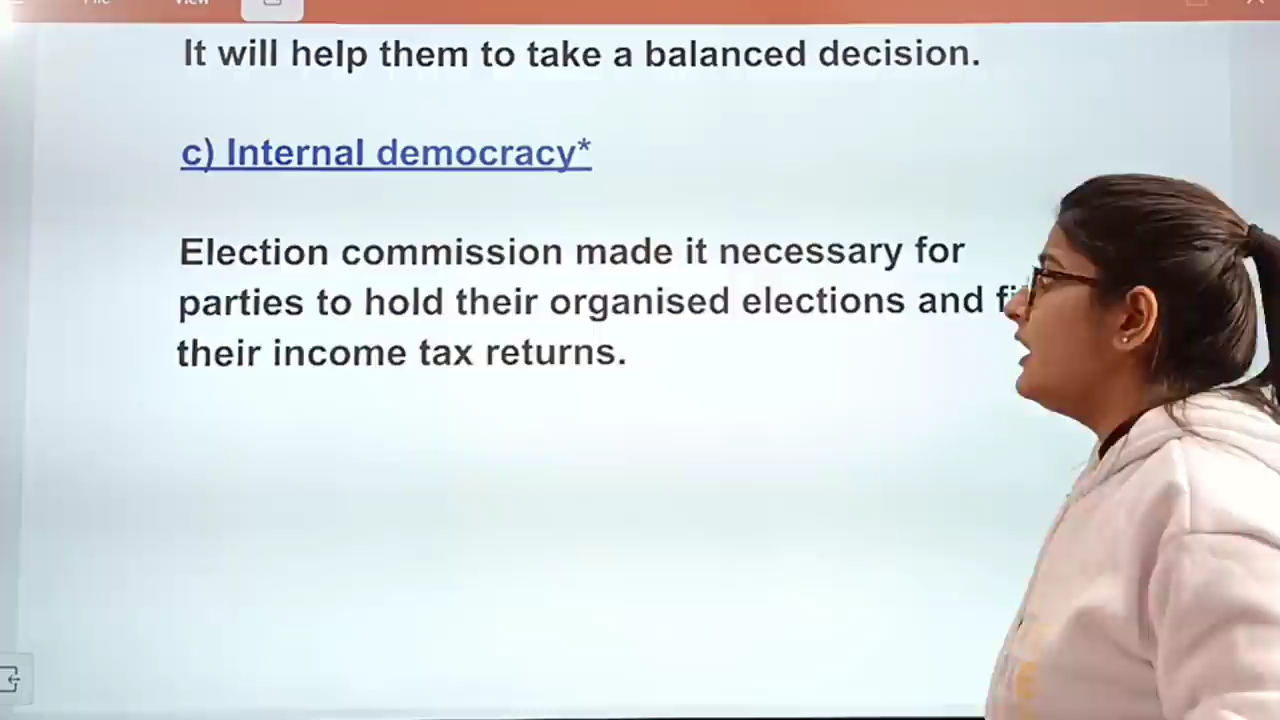 It will help them to take a balanced decision.
c) Internal democracy*
Election commission made it necessary for
parties to hold their organised elections and
their income tax returns.